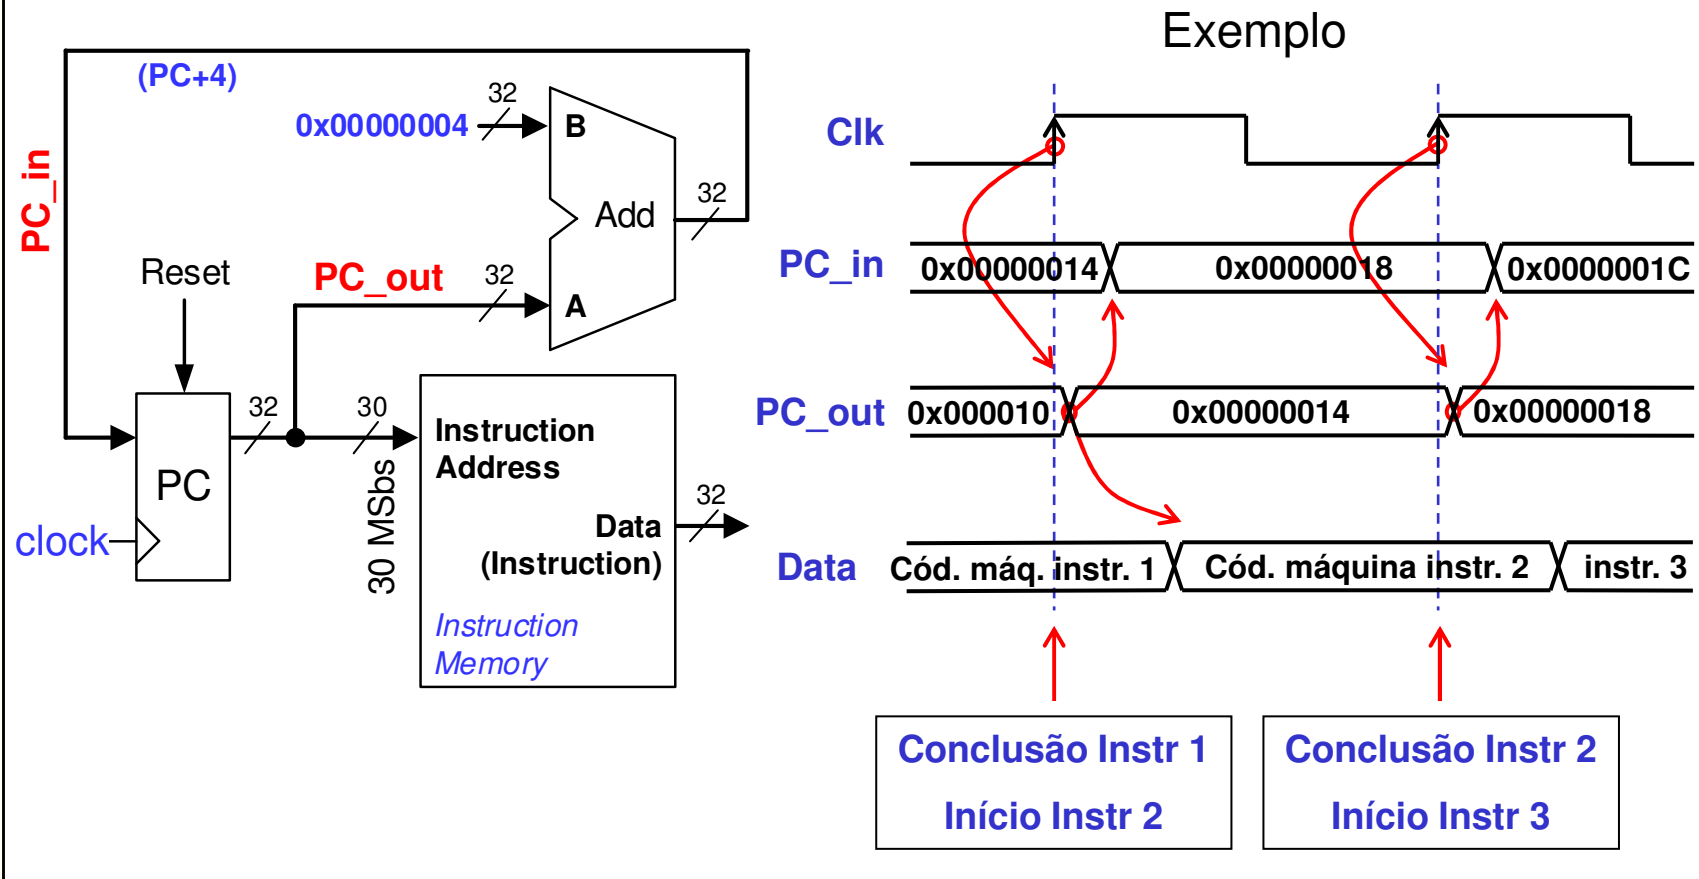 Exemplo
(PC+4)
32
0x00000004
B
PC_in
Add
32
Reset
PC_out
32
A
PC
clock
32
30
30 MSbs
Instruction
Address
Data
(Instruction)
32
Instruction
Memory
Clk
PC_in
0x00000014
0x00000018
0x0000001C
PC_out
0x000010
0x00000014
0x00000018
Data
Cód. máq. instr. 1
Cód. máquina instr. 2
instr. 3
Conclusão Instr 1
Início Instr 2
Conclusão Instr 2
Início Instr 3